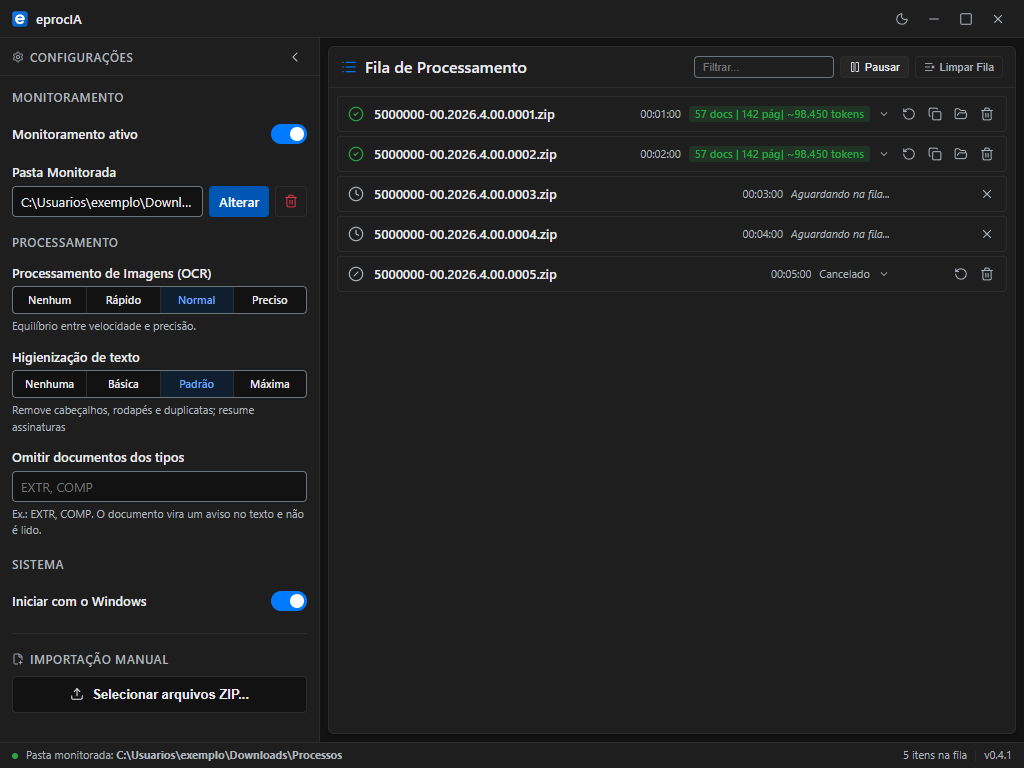 eprocIA
CONFIGURAÇÕES
MONITORAMENTO
Monitoramento ativo
Pasta Monitorada
C:\Usuarios\exemplo\Downl...
Alterar
PROCESSAMENTO
Processamento de Imagens (OCR)
Nenhum Rápido Normal Preciso
Equilíbrio entre velocidade e precisão.
Higienização de texto
Nenhuma Básica Padrão Máxima
Remove cabeçalhos, rodapés e duplicatas; resume
assinaturas
Omitir documentos dos tipos
EXTR, COMP
Ex.: EXTR, COMP. O documento vira um aviso no texto e não
é lido.
SISTEMA
Iniciar com o Windows
IMPORTAÇÃO MANUAL
Selecionar arquivos ZIP...
Fila de Processamento
Filtrar...
Pausar
Limpar Fila
5000000-00.2026.4.00.0001.zip 00:01:00 57 docs | 142 pág| ~98.450 tokens
5000000-00.2026.4.00.0002.zip 00:02:00 57 docs | 142 pág| ~98.450 tokens
5000000-00.2026.4.00.0003.zip 00:03:00 Aguardando na fila...
5000000-00.2026.4.00.0004.zip 00:04:00 Aguardando na fila...
5000000-00.2026.4.00.0005.zip 00:05:00 Cancelado
Pasta monitorada: C:\Usuarios\exemplo\Downloads\Processos
5 itens na fila
v0.4.1